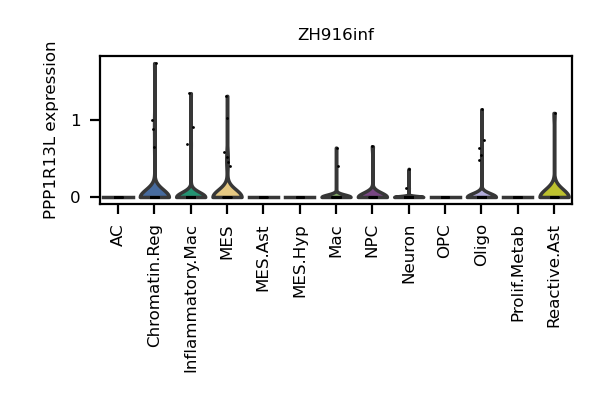 ZH916inf
PPP1R13L expression
1
0
AC
Chromatin.Reg
Inflammatory.Mac
MES
MES.Ast
MES.Hyp
Mac
NPC
Neuron
OPC
Oligo
Prolif.Metab
Reactive.Ast